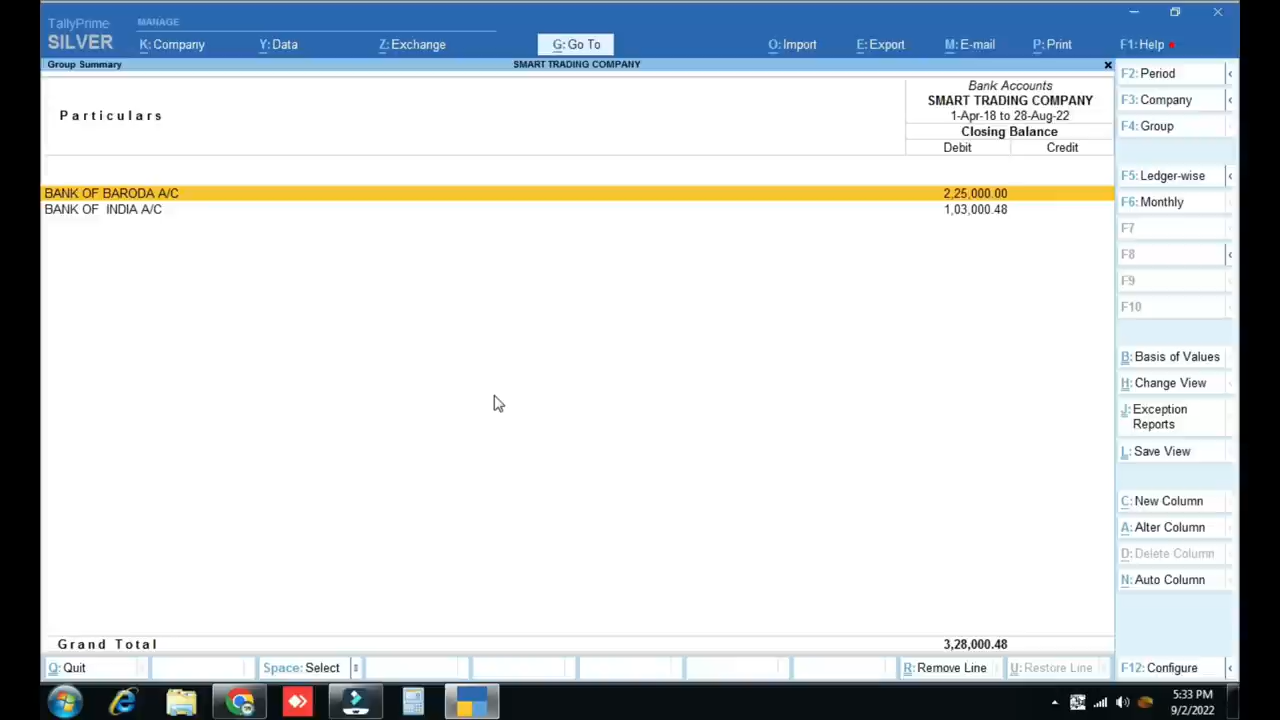 TallyPrime
MANAGE
SILVER
K: Company
Y: Data
Z: Exchange
G: Go To
O: Import
E: Export
M: E-mail
P: Print
F1: Help
Group Summary
SMART TRADING COMPANY
F2: Period
F3: Company
F4: Group
F5: Ledger-wise
F6: Monthly
F7
F8
F9
F10
B: Basis of Values
H: Change View
J: Exception
Reports
L: Save View
C: New Column
A: Alter Column
D: Delete Column
N: Auto Column
F12: Configure
Particulars
Bank Accounts
SMART TRADING COMPANY
1-Apr-18 to 28-Aug-22
Closing Balance
Debit Credit
BANK OF BARODA A/C 2,25,000.00
BANK OF INDIA A/C 1,03,000.48
Grand Total 3,28,000.48
Q: Quit
Space: Select
R: Remove Line
U: Restore Line
5:33 PM
9/2/2022